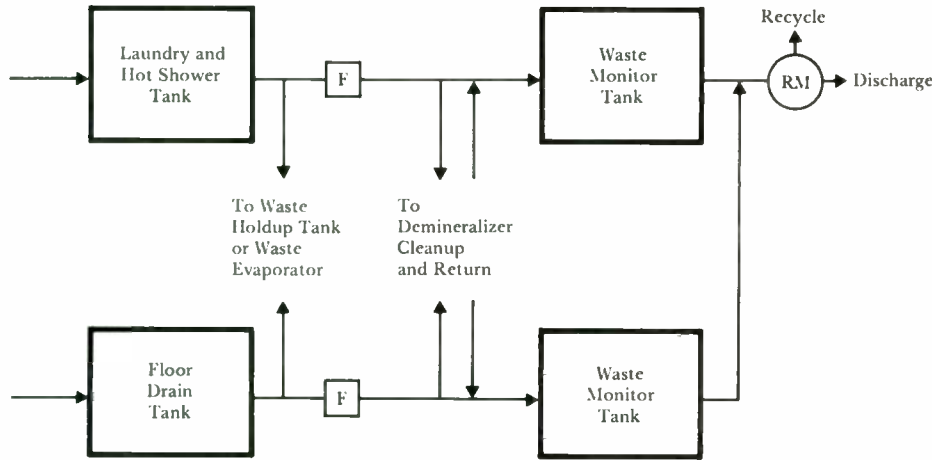 Recycle
Laundry and
Hot Shower
Tank
F
Waste
Monitor
Tank
RM
Discharge
To Waste
Holdup Tank
or Waste
Evaporator
To
Demineralizer
Cleanup
and Return
Floor
Drain
Tank
F
Waste
Monitor
Tank